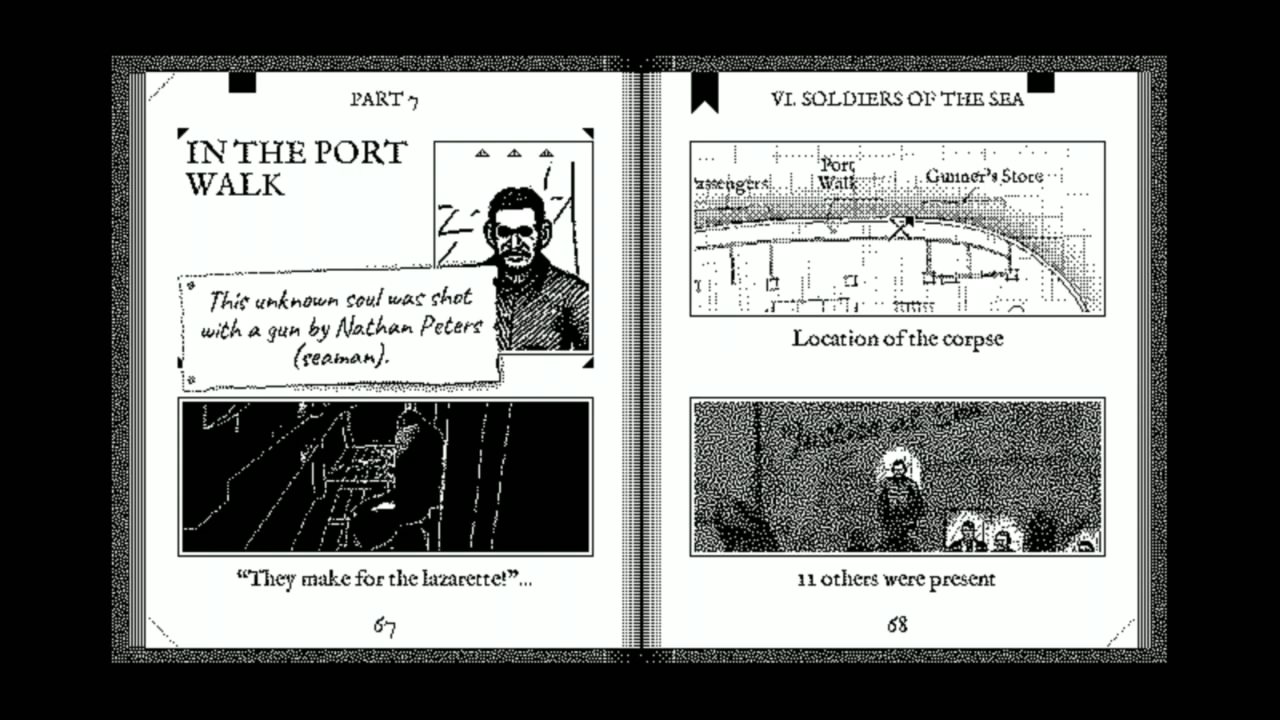 PART 7
IN THE PORT
WALK
This unknown soul was shot
with a gun by Nathan Peters
(seaman).
"They make for the lazarette!"...
67
VI. SOLDIERS OF THE SEA
Port
Walk
Gunner's Store
Location of the corpse
11 others were present
68